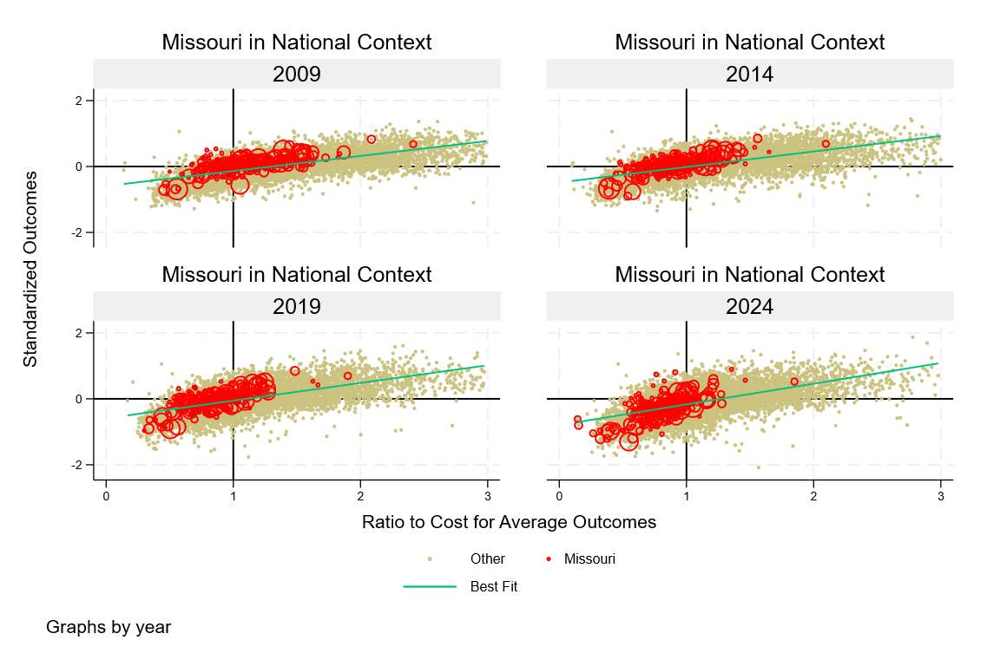 Missouri in National Context
Missouri in National Context
2009
2014
2
0
-2
Missouri in National Context
Missouri in National Context
2019
2024
2
0
-2
0 1 2 3
0 1 2 3
Standardized Outcomes
Ratio to Cost for Average Outcomes
Other
Missouri
Best Fit
Graphs by year